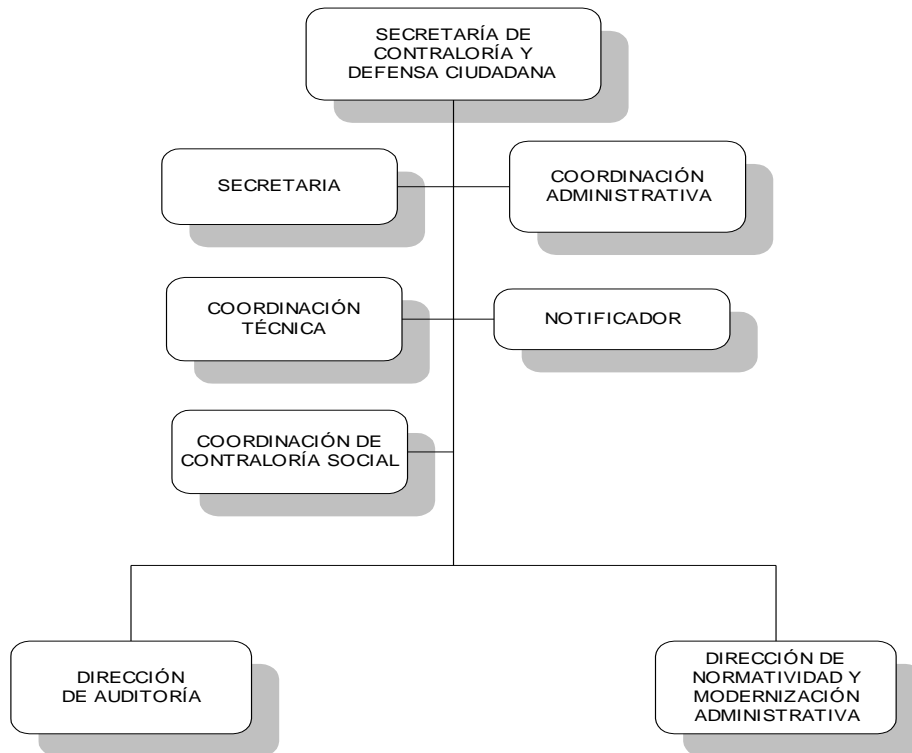 SECRETARÍA DE
CONTRALORÍA Y
DEFENSA CIUDADANA
SECRETARIA
COORDINACIÓN
ADMINISTRATIVA
COORDINACIÓN
TÉCNICA
NOTIFICADOR
COORDINACIÓN DE
CONTRALORÍA SOCIAL
DIRECCIÓN
DE AUDITORÍA
DIRECCIÓN DE
NORMATIVIDAD Y
MODERNIZACIÓN
ADMINISTRATIVA